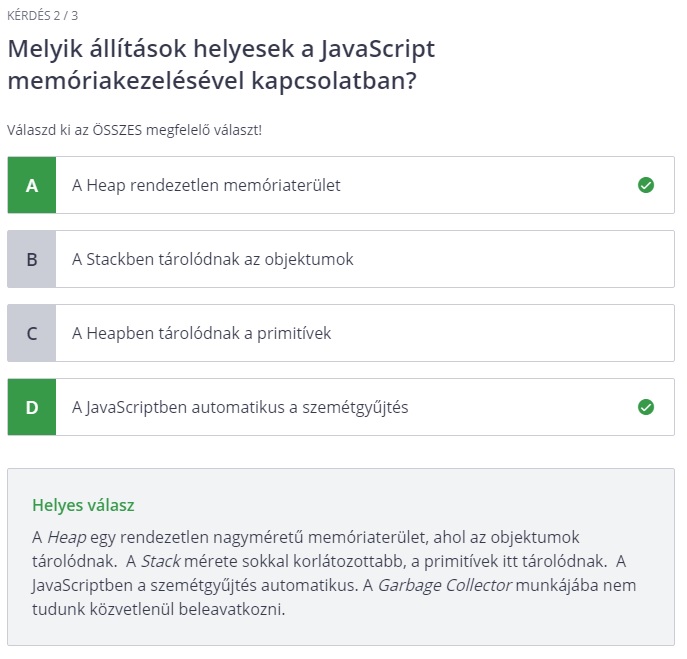 KÉRDÉS 2 / 3
Melyik állítások helyesek a JavaScript
memóriakezelésével kapcsolatban?
Válaszd ki az ÖSSZES megfelelő választ!
A A Heap rendezetlen memóriaterület
B A Stackben tárolódnak az objektumok
C A Heapben tárolódnak a primitívek
D A JavaScriptben automatikus a szemétgyűjtés
Helyes válasz
A Heap egy rendezetlen nagyméretű memóriaterület, ahol az objektumok
tárolódnak. A Stack mérete sokkal korlátozottabb, a primitívek itt tárolódnak. A
JavaScriptben a szemétgyűjtés automatikus. A Garbage Collector munkájába nem
tudunk közvetlenül beleavatkozni.